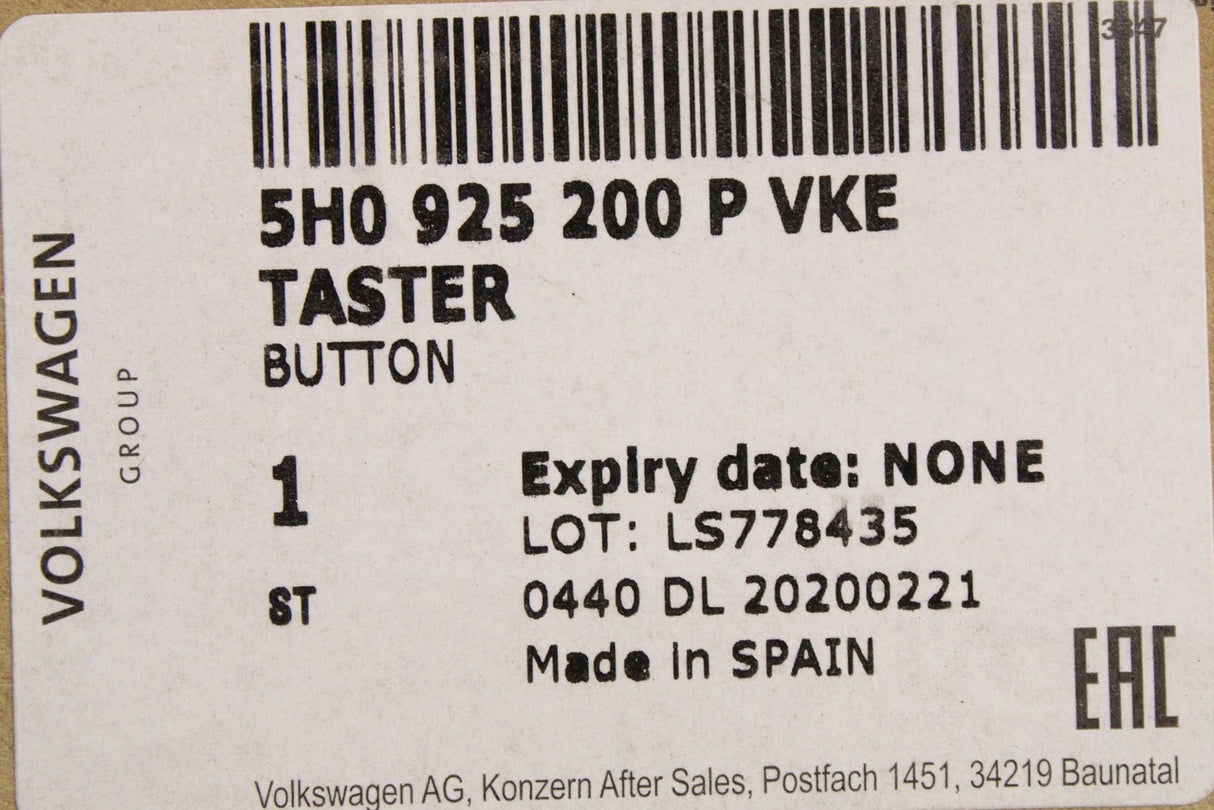 3847
5H0 925 200 P VKE
TASTER
BUTTON
1
Expiry date: NONE
LOT: LS778435
ST
0440 DL 20200221
Made in SPAIN
EAC
Volkswagen AG, Konzern After Sales, Postfach 1451, 34219 Baunatal
VOLKSWAGEN
GROUP